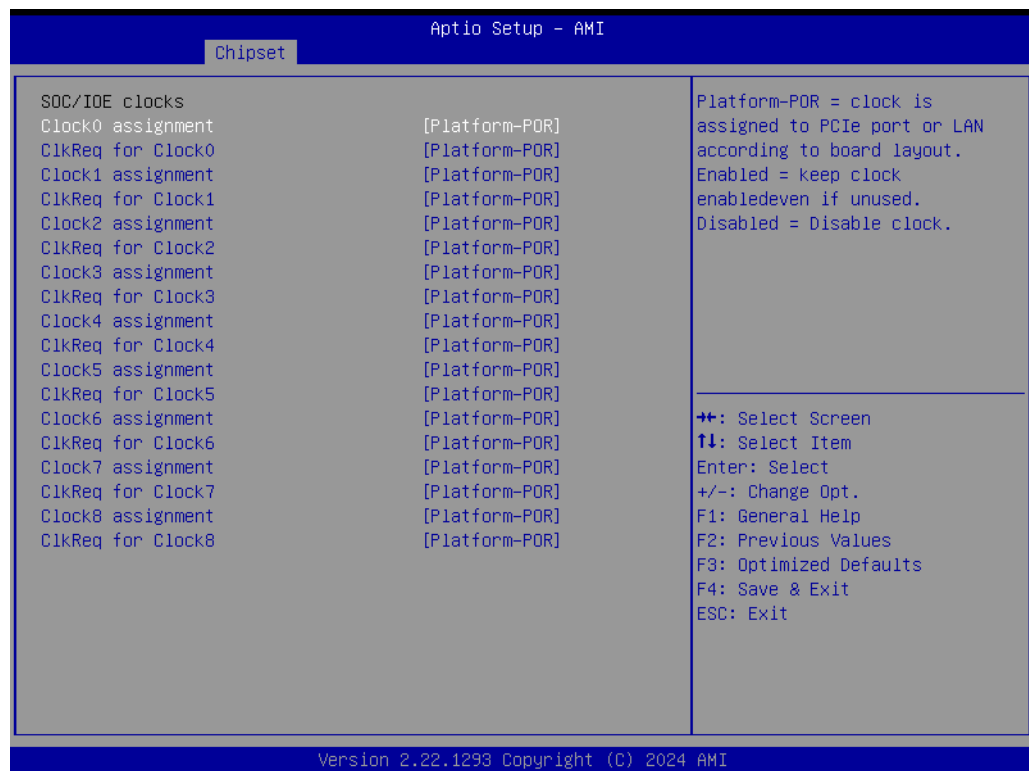 Aptio Setup – AMI
Chipset
SOC/IOE clocks
Clock0 assignment [Platform-POR]
ClkReq for Clock0 [Platform-POR]
Clock1 assignment [Platform-POR]
ClkReq for Clock1 [Platform-POR]
Clock2 assignment [Platform-POR]
ClkReq for Clock2 [Platform-POR]
Clock3 assignment [Platform-POR]
ClkReq for Clock3 [Platform-POR]
Clock4 assignment [Platform-POR]
ClkReq for Clock4 [Platform-POR]
Clock5 assignment [Platform-POR]
ClkReq for Clock5 [Platform-POR]
Clock6 assignment [Platform-POR]
ClkReq for Clock6 [Platform-POR]
Clock7 assignment [Platform-POR]
ClkReq for Clock7 [Platform-POR]
Clock8 assignment [Platform-POR]
ClkReq for Clock8 [Platform-POR]
Platform-POR = clock is
assigned to PCIe port or LAN
according to board layout.
Enabled = keep clock
enabledeven if unused.
Disabled = Disable clock.
→←: Select Screen
↑↓: Select Item
Enter: Select
+/-: Change Opt.
F1: General Help
F2: Previous Values
F3: Optimized Defaults
F4: Save & Exit
ESC: Exit
Version 2.22.1293 Copyright (C) 2024 AMI